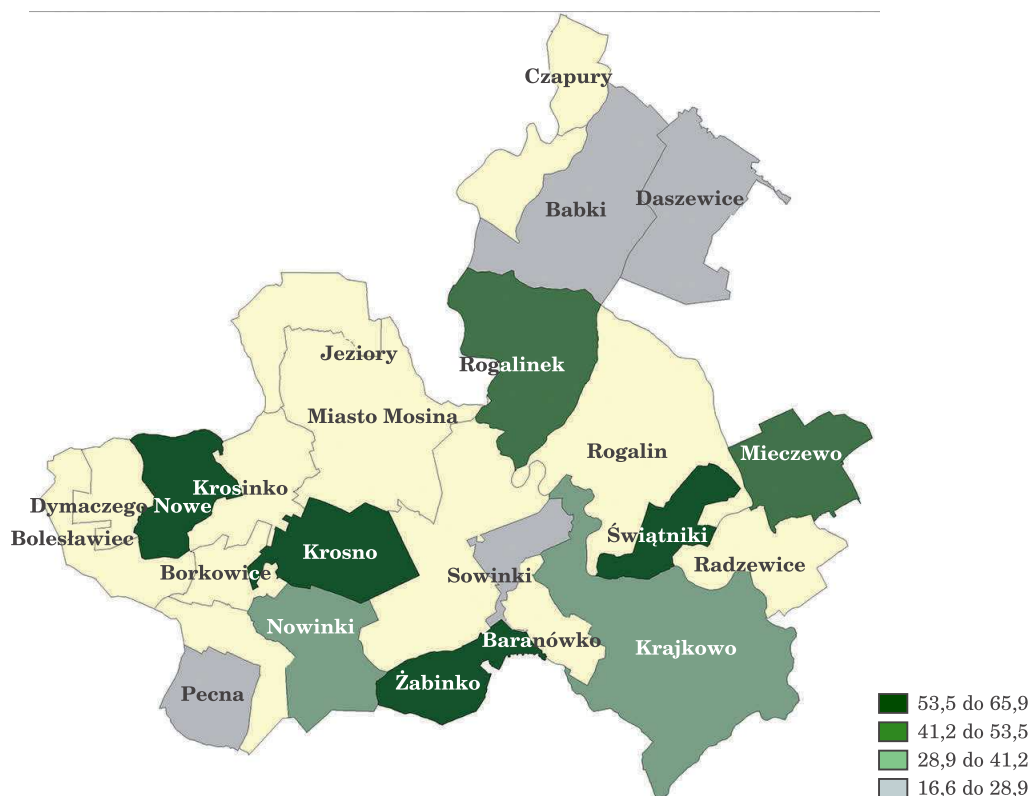 Czapury
Daszewice
Babki
Jeziory
Rogalinek
Miasto Mosina
Rogalin
Mieczewo
Krosinko
Dymaczego Nowe
Bolesławiec
Świątniki
Krosno
Radzewice
Borkowice
Sowinki
Nowinki
Baranówko
Krajkowo
Żabinko
Pecna
53,5 do 65,9
41,2 do 53,5
28,9 do 41,2
16,6 do 28,9